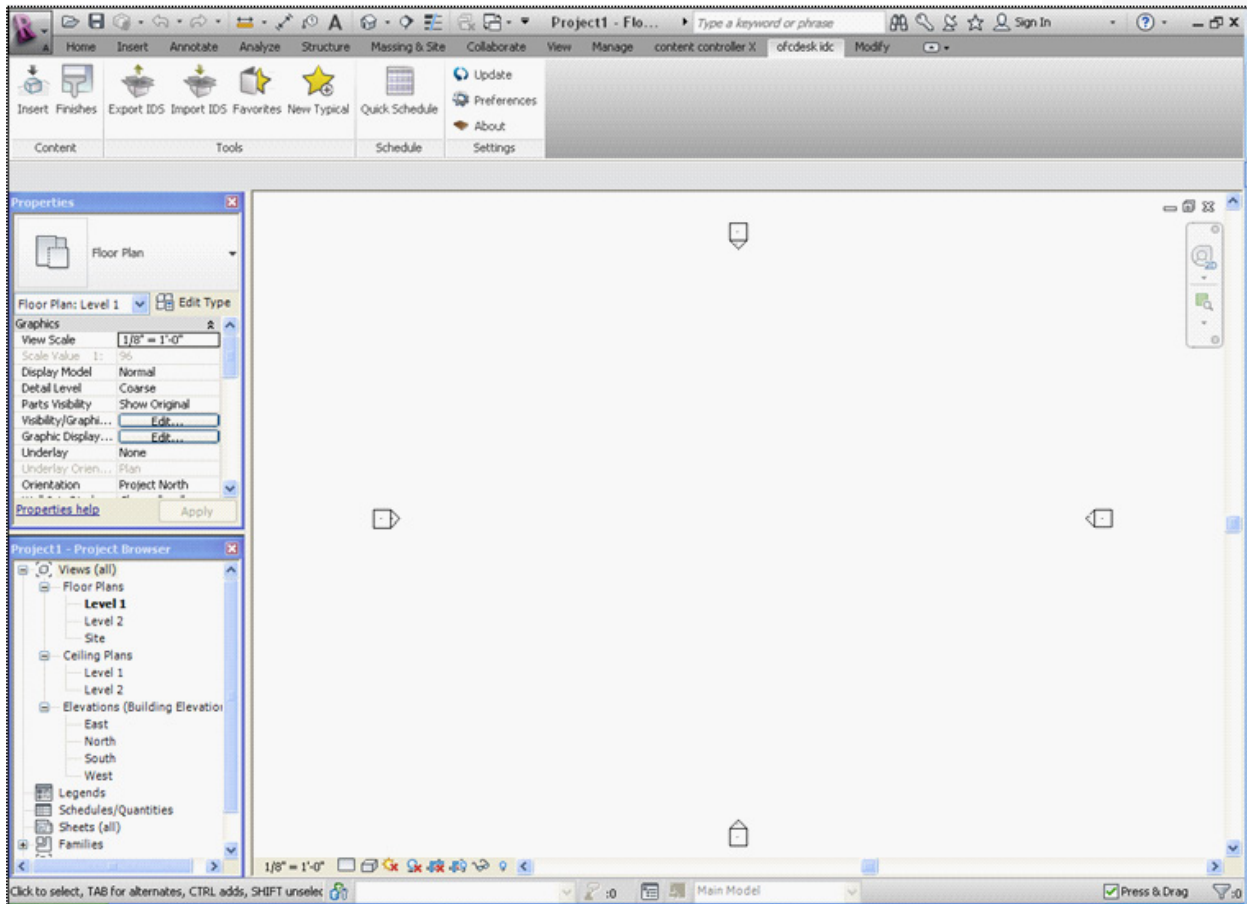 Project1 - Flo... Type a keyword or phrase Sign In
Home Insert Annotate Analyze Structure Massing & Site Collaborate View Manage content controller X ofcdesk idc Modify
Insert Finishes Export IDS Import IDS Favorites New Typical Quick Schedule
Update
Preferences
About
Content Tools Schedule Settings
Properties
Floor Plan
Floor Plan: Level 1 Edit Type
Graphics
View Scale 1/8" = 1'-0"
Scale Value 1: 96
Display Model Normal
Detail Level Coarse
Parts Visibility Show Original
Visibility/Graphi... Edit...
Graphic Display... Edit...
Underlay None
Underlay Orien... Plan
Orientation Project North
Properties help Apply
Project1 - Project Browser
Views (all)
Floor Plans
Level 1
Level 2
Site
Ceiling Plans
Level 1
Level 2
Elevations (Building Elevation
East
North
South
West
Legends
Schedules/Quantities
Sheets (all)
Families
2D
1/8" = 1'-0"
Click to select, TAB for alternates, CTRL adds, SHIFT unselec :0 Main Model Press & Drag :0